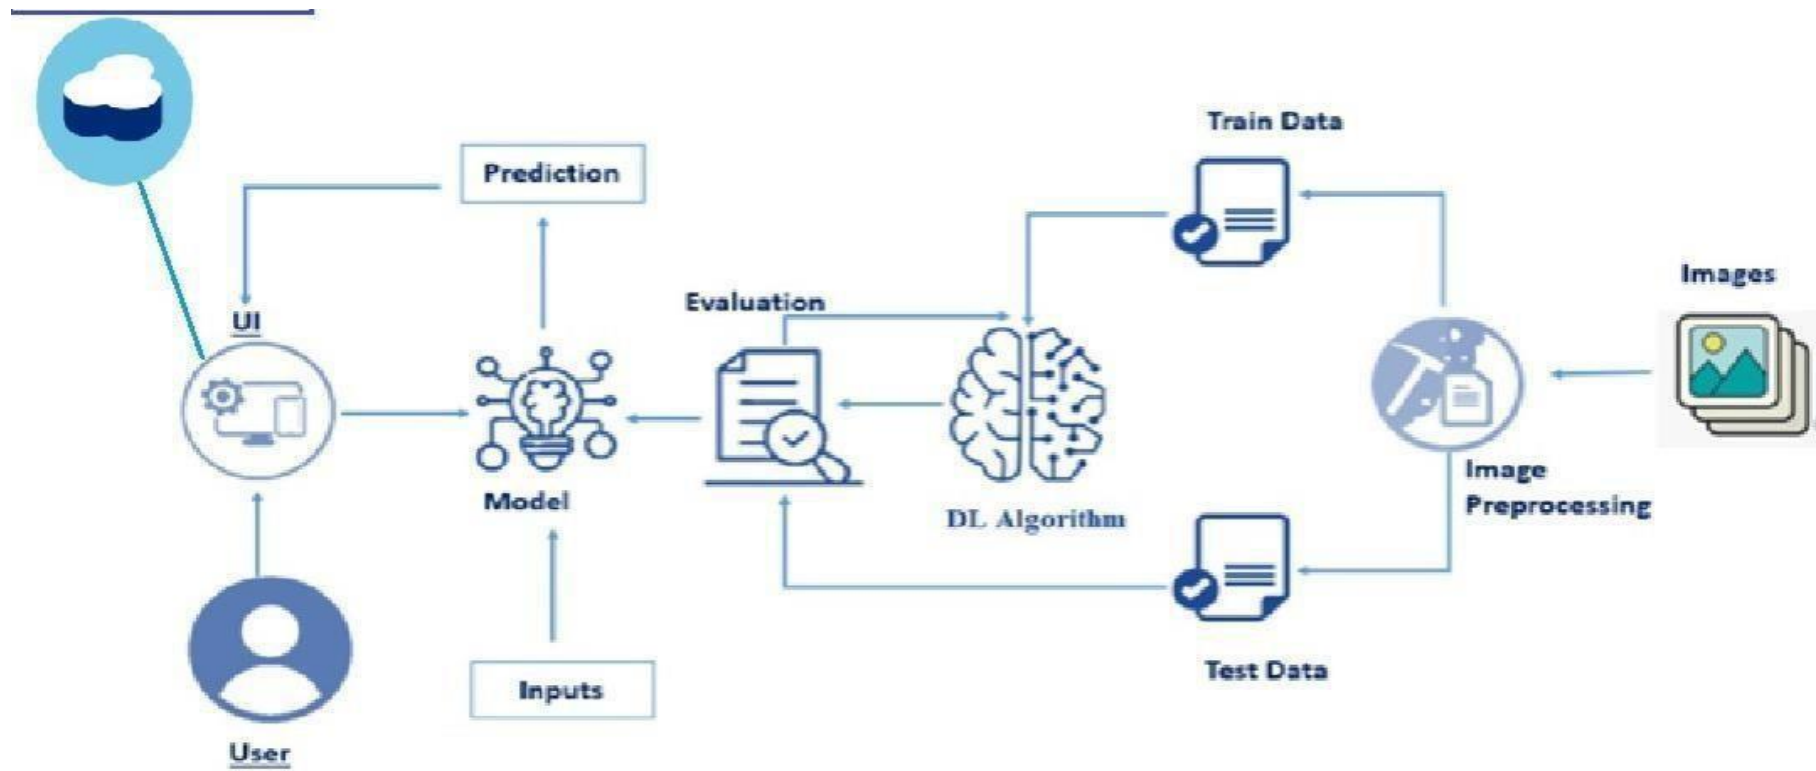 Train Data
Prediction
Images
Evaluation
UI
Image
Preprocessing
Model
DL Algorithm
Test Data
Inputs
User